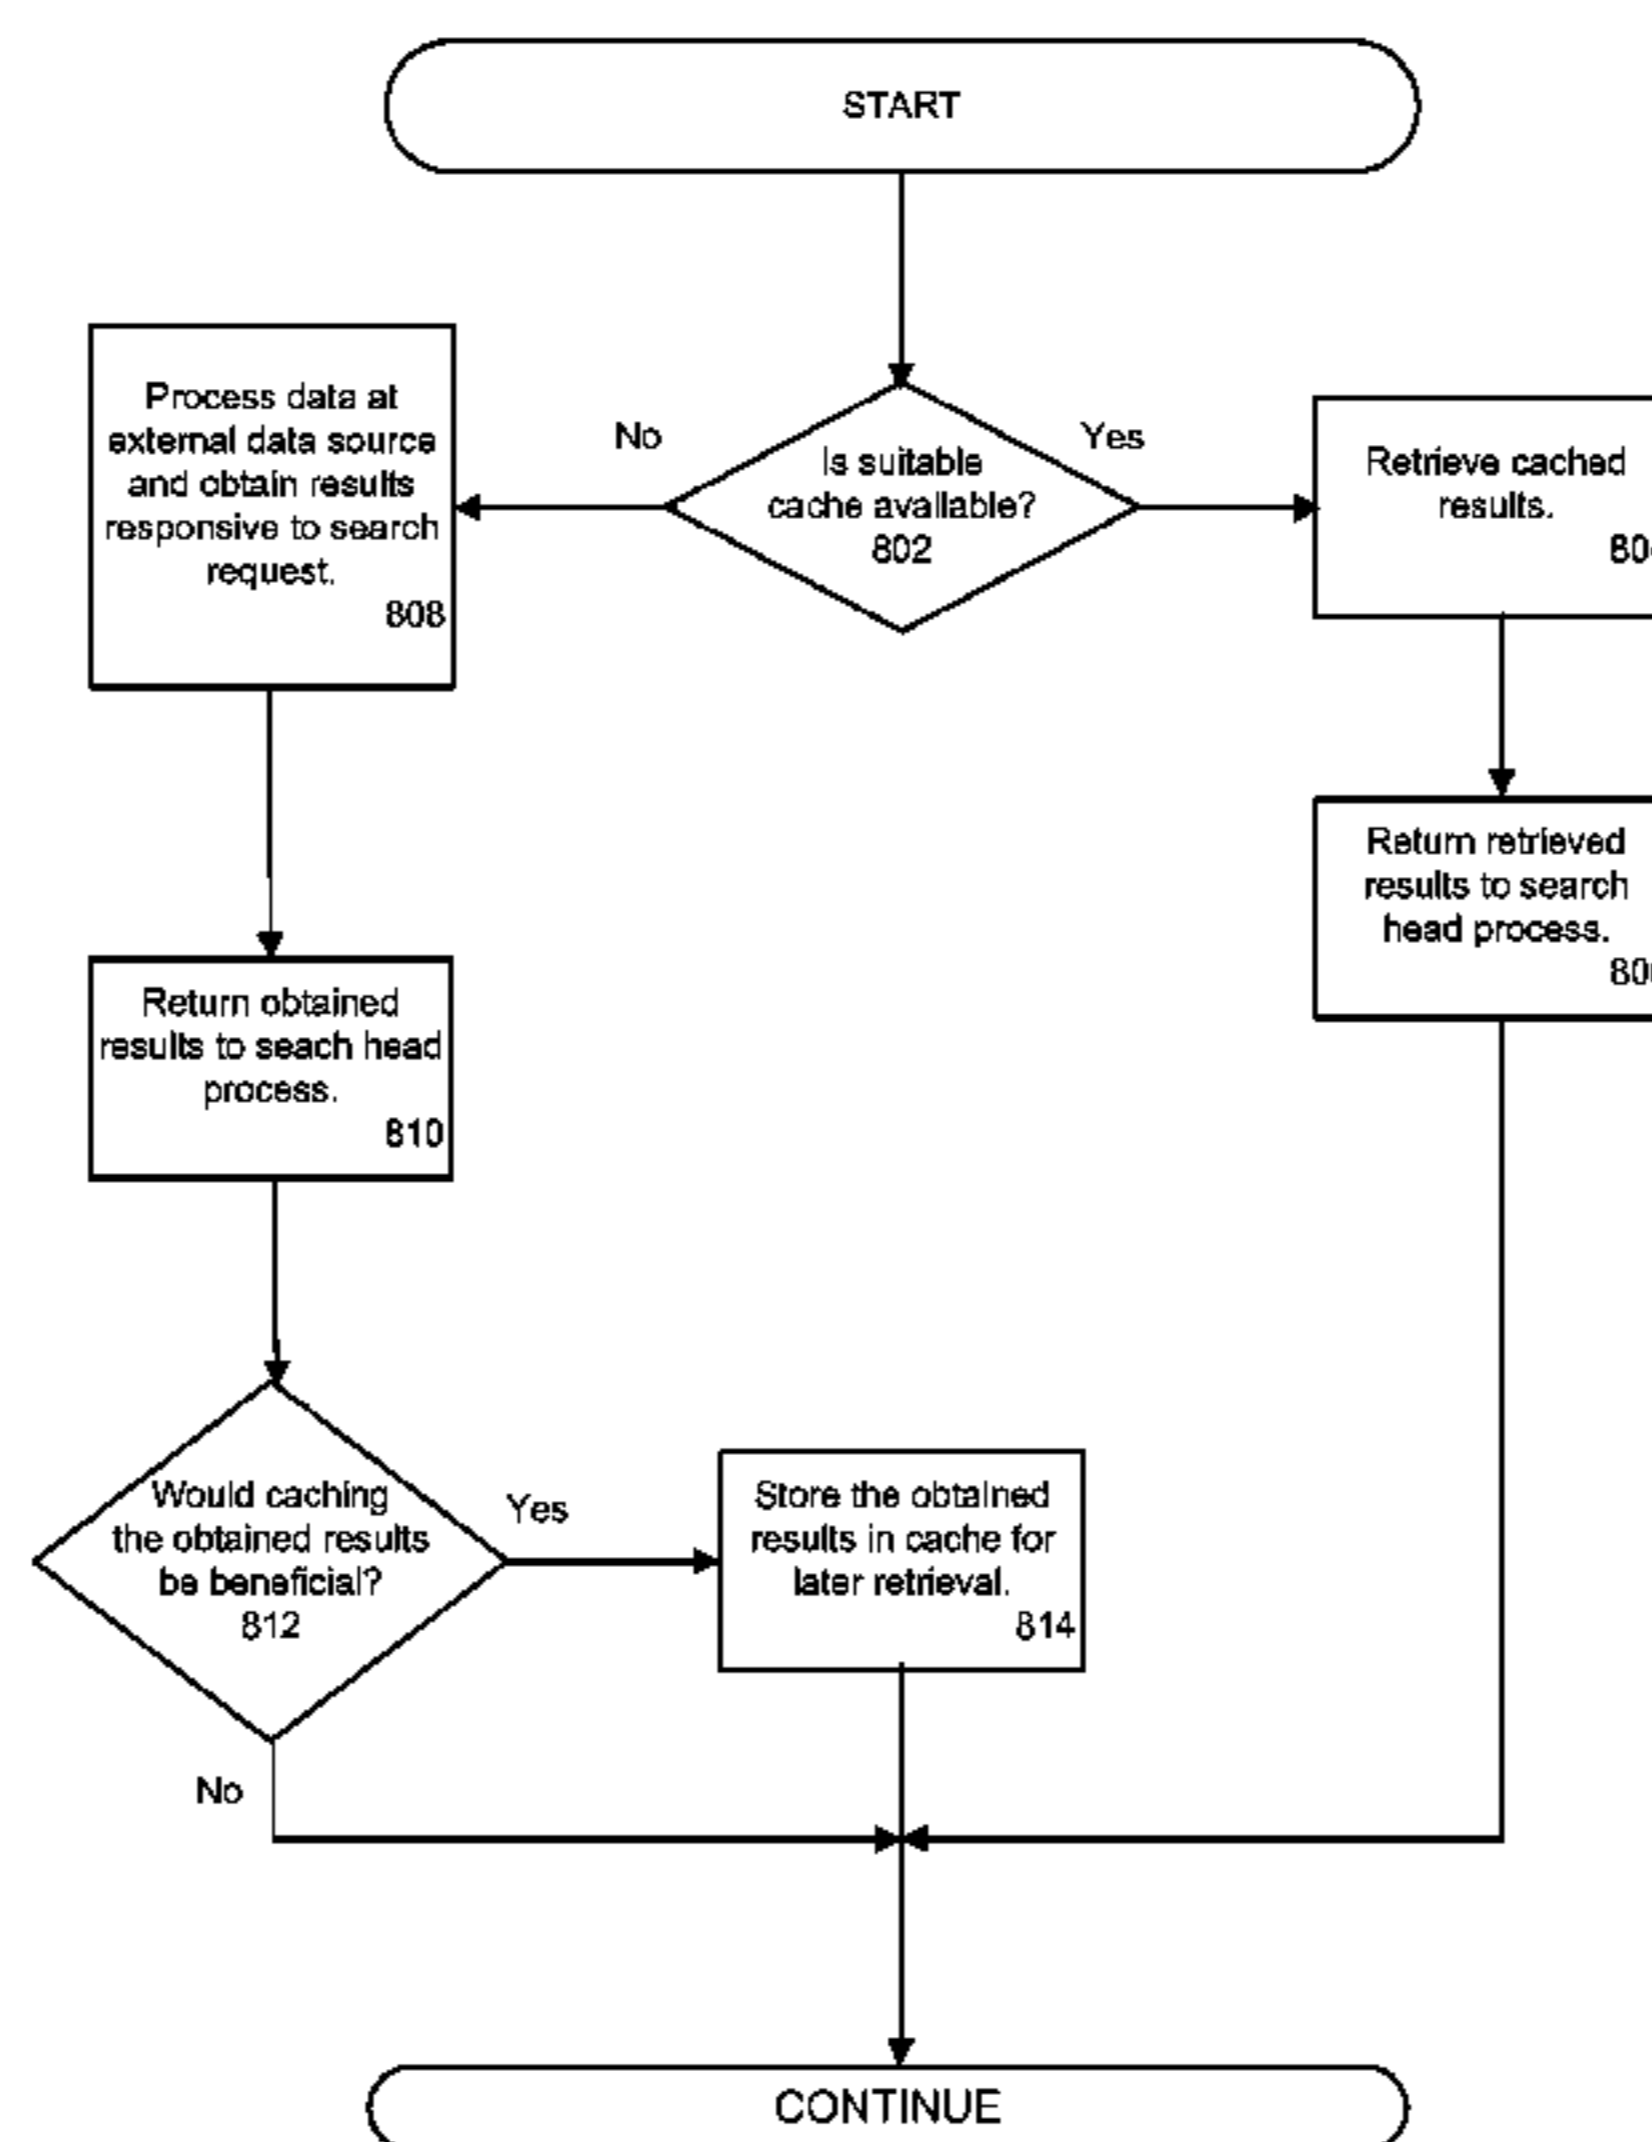 START
No
Yes
Process data at
external data source
and obtain results
responsive to search
request.
808
Is suitable
cache available?
802
Retrieve cached
results.
Return retrieved
results to search
head process.
Return obtained
results to seach head
process.
810
Would caching
the obtained results
be beneficial?
812
Yes
Store the obtained
results in cache for
later retrieval.
814
No
CONTINUE